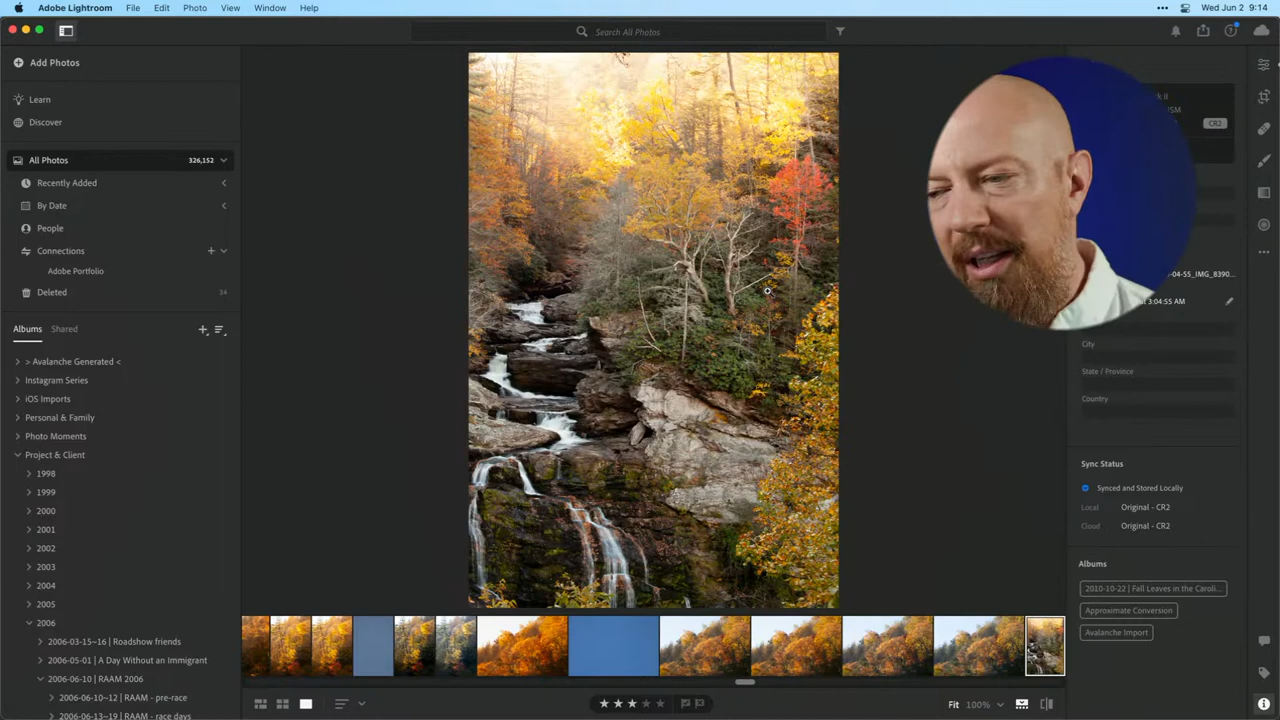 Adobe Lightroom File Edit Photo View Window Help ••• Wed Jun 2 9:14
Search All Photos
Add Photos
Learn
Discover
All Photos 326,152
Recently Added
By Date
People
Connections
Adobe Portfolio
Deleted 34
Albums Shared
> Avalanche Generated <
Instagram Series
iOS Imports
Personal & Family
Photo Moments
Project & Client
1998
1999
2000
2001
2002
2003
2004
2005
2006
2006-03-15~16 | Roadshow friends
2006-05-01 | A Day Without an Immigrant
2006-06-10 | RAAM 2006
2006-06-10~12 | RAAM - pre-race
2006-06-13~19 | RAAM - race days
CR2
-04-55_IMG_8390...
3:04:55 AM
City
State / Province
Country
Sync Status
Synced and Stored Locally
Local Original - CR2
Cloud Original - CR2
Albums
2010-10-22 | Fall Leaves in the Caroli...
Approximate Conversion
Avalanche Import
Fit 100%